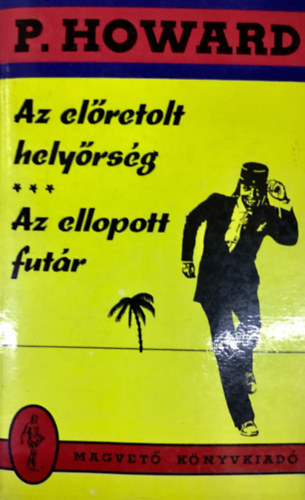 P. HOWARD
Az előretolt
helyőrség
***
Az ellopott
futár
MAGVETŐ KÖNYVKIADÓ